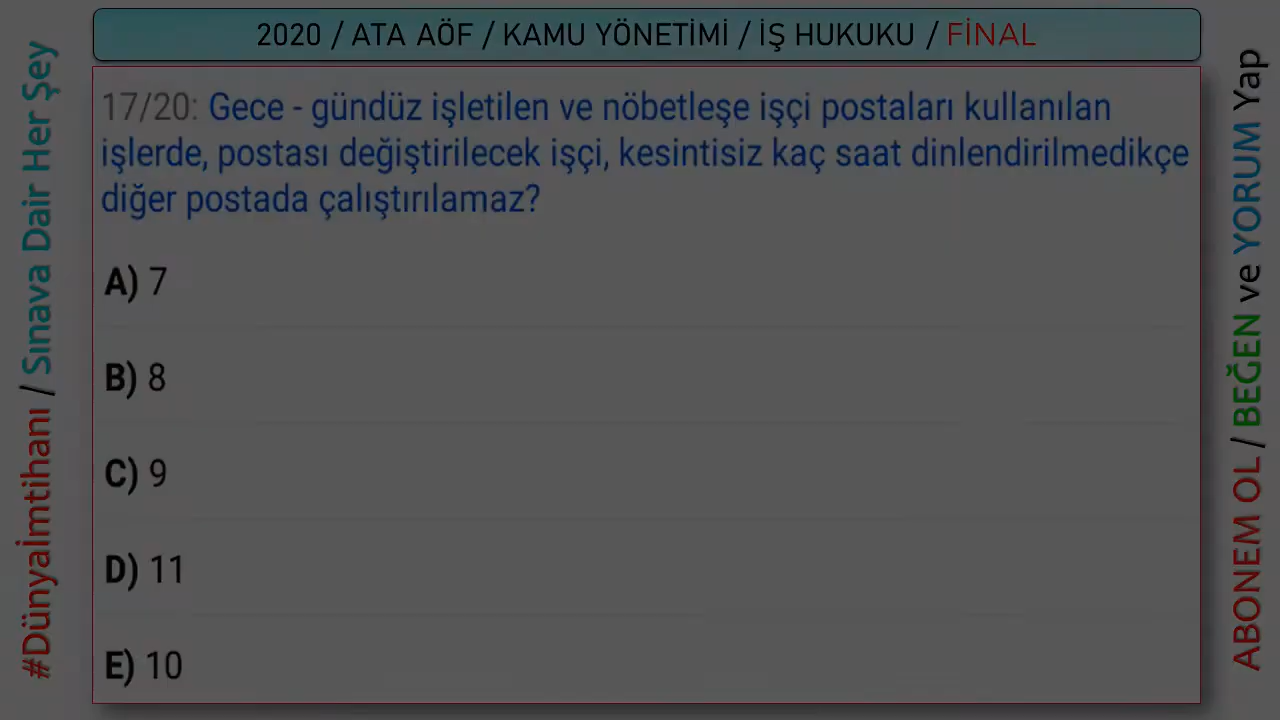 2020 / ATA AÖF / KAMU YÖNETİMİ / İŞ HUKUKU / FİNAL
#Dünyaİmtihanı / Sınava Dair Her Şey
17/20: Gece - gündüz işletilen ve nöbetleşe işçi postaları kullanılan
işlerde, postası değiştirilecek işçi, kesintisiz kaç saat dinlendirilmedikçe
diğer postada çalıştırılamaz?
A) 7
B) 8
C) 9
D) 11
E) 10
ABONEM OL / BEĞEN ve YORUM Yap